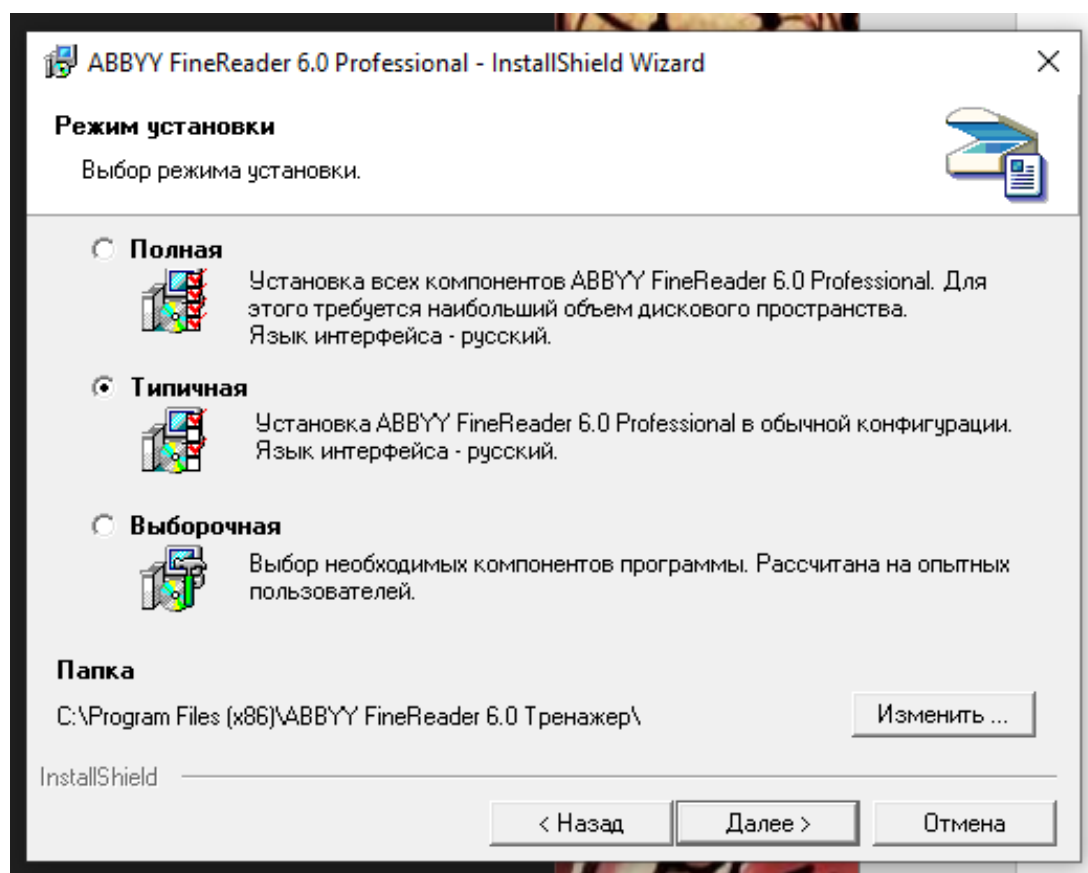 ABBYY FineReader 6.0 Professional - InstallShield Wizard
Режим установки
Выбор режима установки.
Полная
Установка всех компонентов ABBYY FineReader 6.0 Professional. Для
этого требуется наибольший объем дискового пространства.
Язык интерфейса - русский.
Типичная
Установка ABBYY FineReader 6.0 Professional в обычной конфигурации.
Язык интерфейса - русский.
Выборочная
Выбор необходимых компонентов программы. Рассчитана на опытных
пользователей.
Папка
C:\Program Files (x86)\ABBYY FineReader 6.0 Тренажер\
Изменить ...
InstallShield
< Назад
Далее >
Отмена